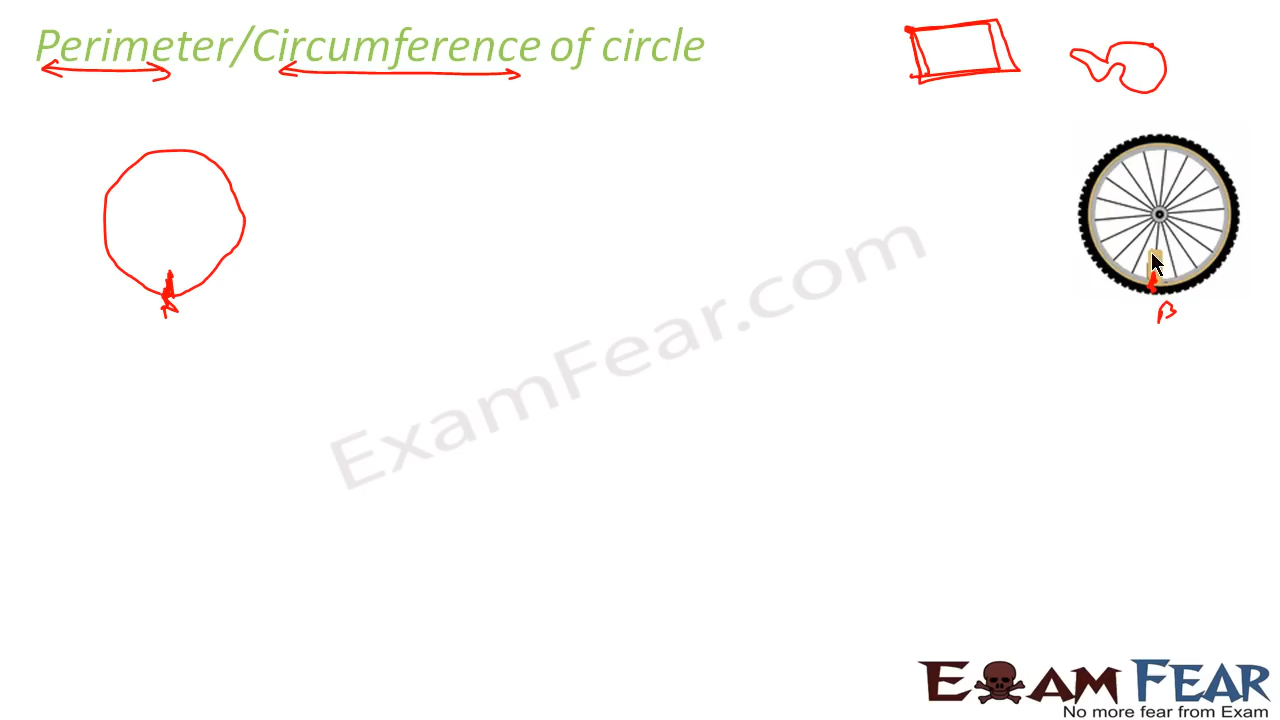 Perimeter/Circumference of circle
B
ExamFear.com
EXAM FEAR
No more fear from Exam